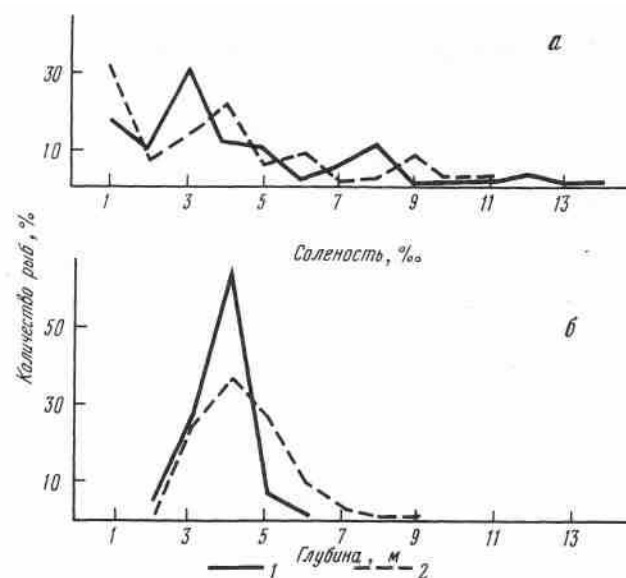 а
30
10
1 3 5 7 9 11 13
Соленость, ‰
Количество рыб, %
б
50
30
10
1 3 5 7 9 11 13
Глубина, м
1 2